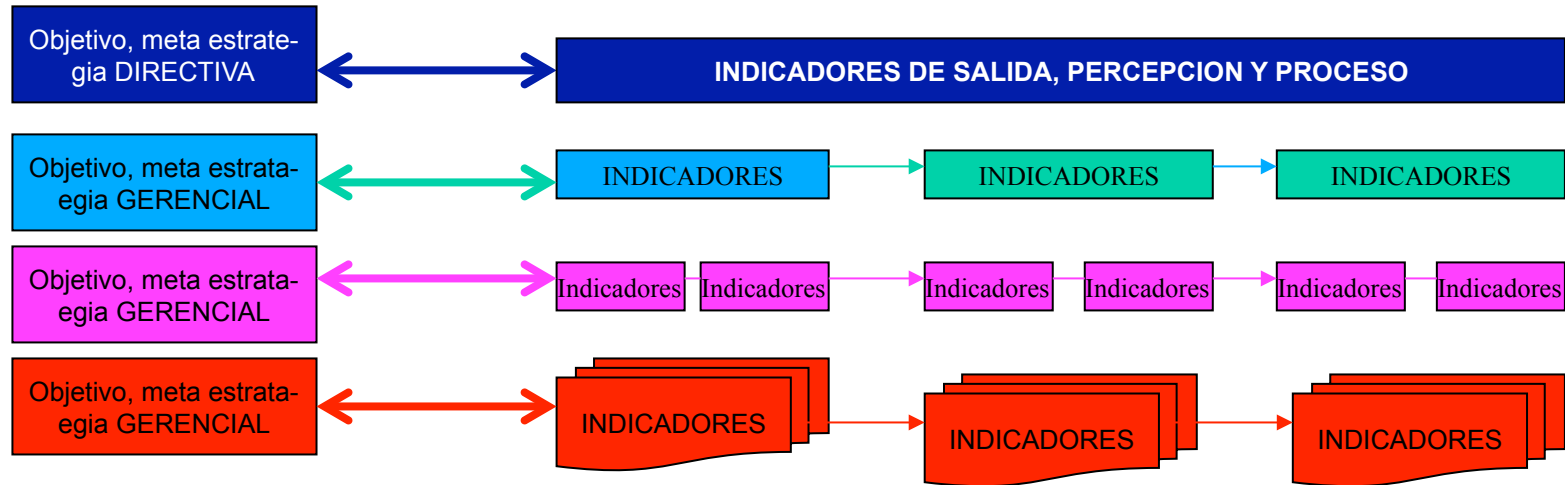 Objetivo, meta estrate-
gia DIRECTIVA
INDICADORES DE SALIDA, PERCEPCION Y PROCESO
Objetivo, meta estrata-
egia GERENCIAL
INDICADORES
INDICADORES
INDICADORES
Objetivo, meta estrata-
egia GERENCIAL
Indicadores
Indicadores
Indicadores
Indicadores
Indicadores
Indicadores
Objetivo, meta estrata-
egia GERENCIAL
INDICADORES
INDICADORES
INDICADORES